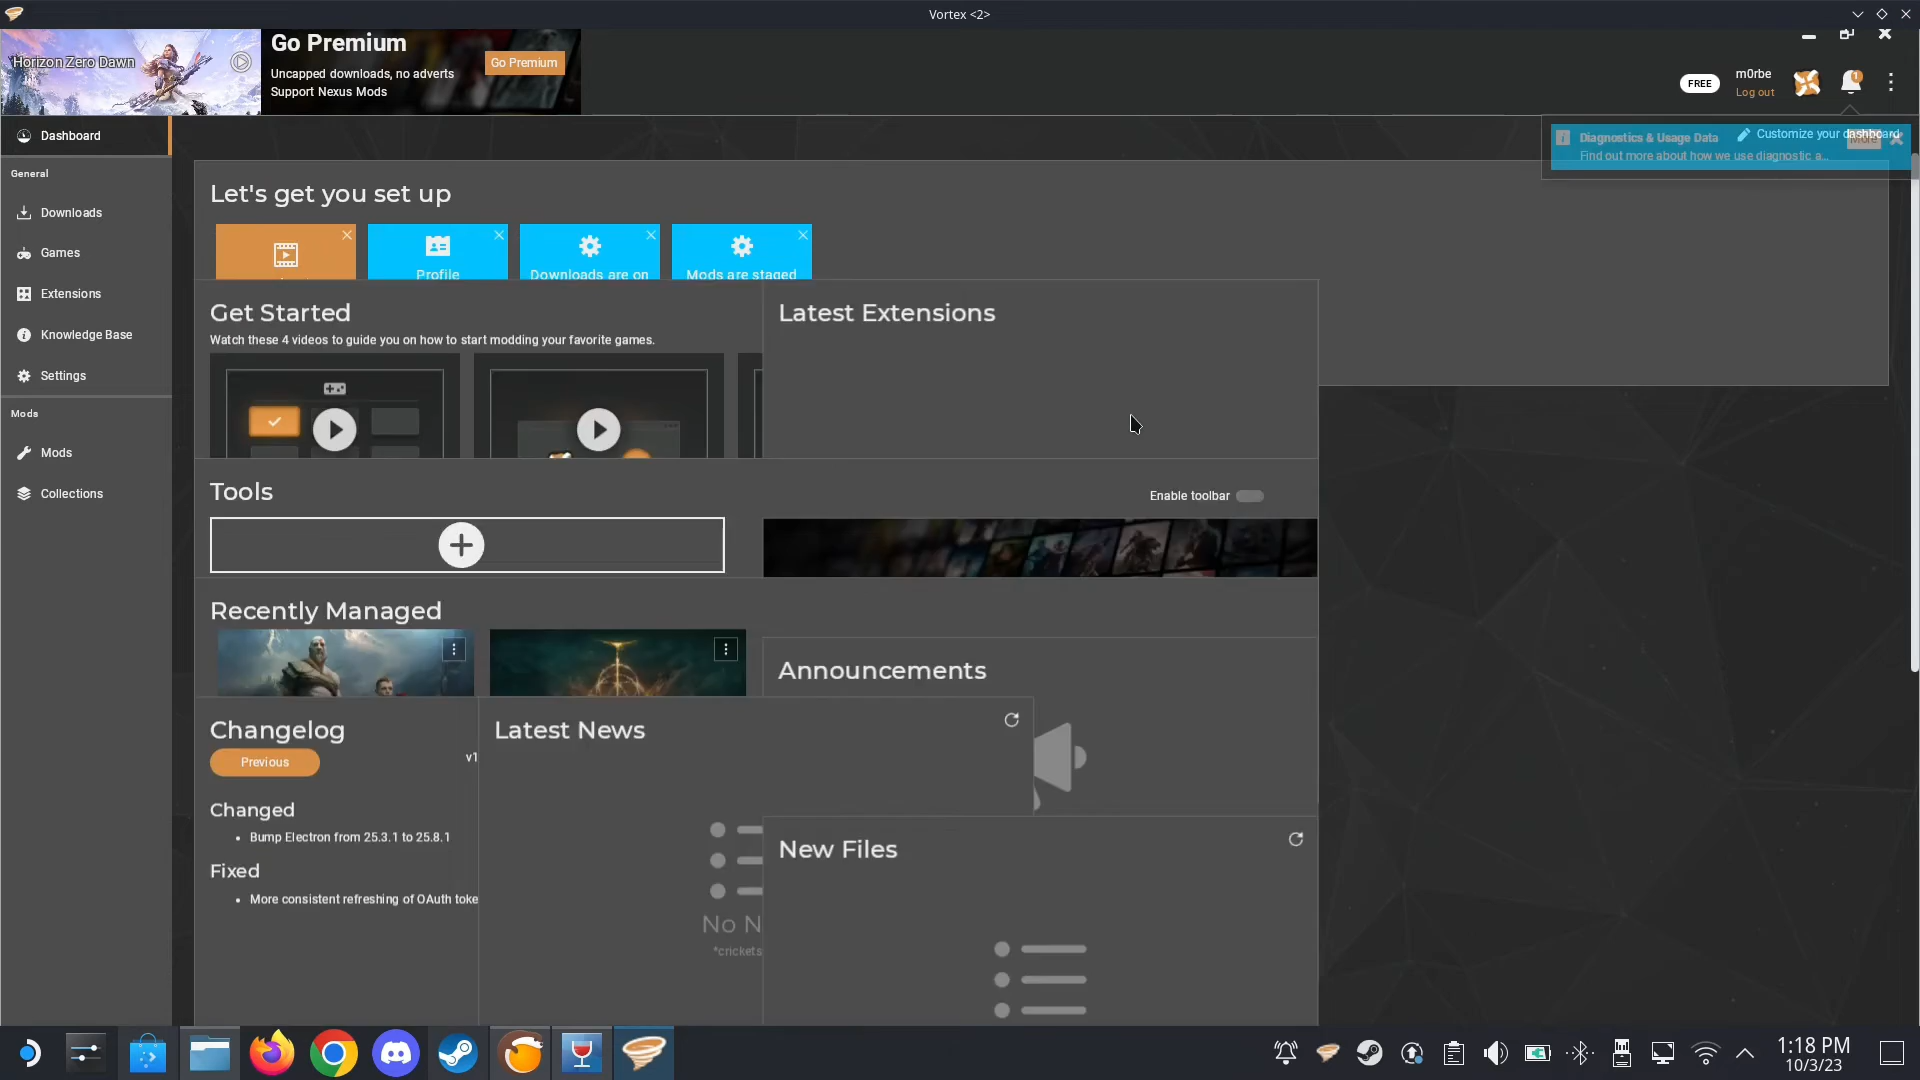 Vortex <2>
Horizon Zero Dawn
Go Premium
Uncapped downloads, no adverts
Support Nexus Mods
Go Premium
FREE
m0rbe
Log out
1
Dashboard
General
Downloads
Games
Extensions
Knowledge Base
Settings
Mods
Mods
Collections
Diagnostics & Usage Data
Customize your dashboard
More
Find out more about how we use diagnostic a...
Let's get you set up
Profile
Downloads are on
Mods are staged
Get Started
Watch these 4 videos to guide you on how to start modding your favorite games.
Latest Extensions
Tools
Enable toolbar
Recently Managed
Announcements
Changelog
Previous
v1
Changed
• Bump Electron from 25.3.1 to 25.8.1
Fixed
• More consistent refreshing of OAuth toke
Latest News
No N
*crickets
New Files
1:18 PM
10/3/23